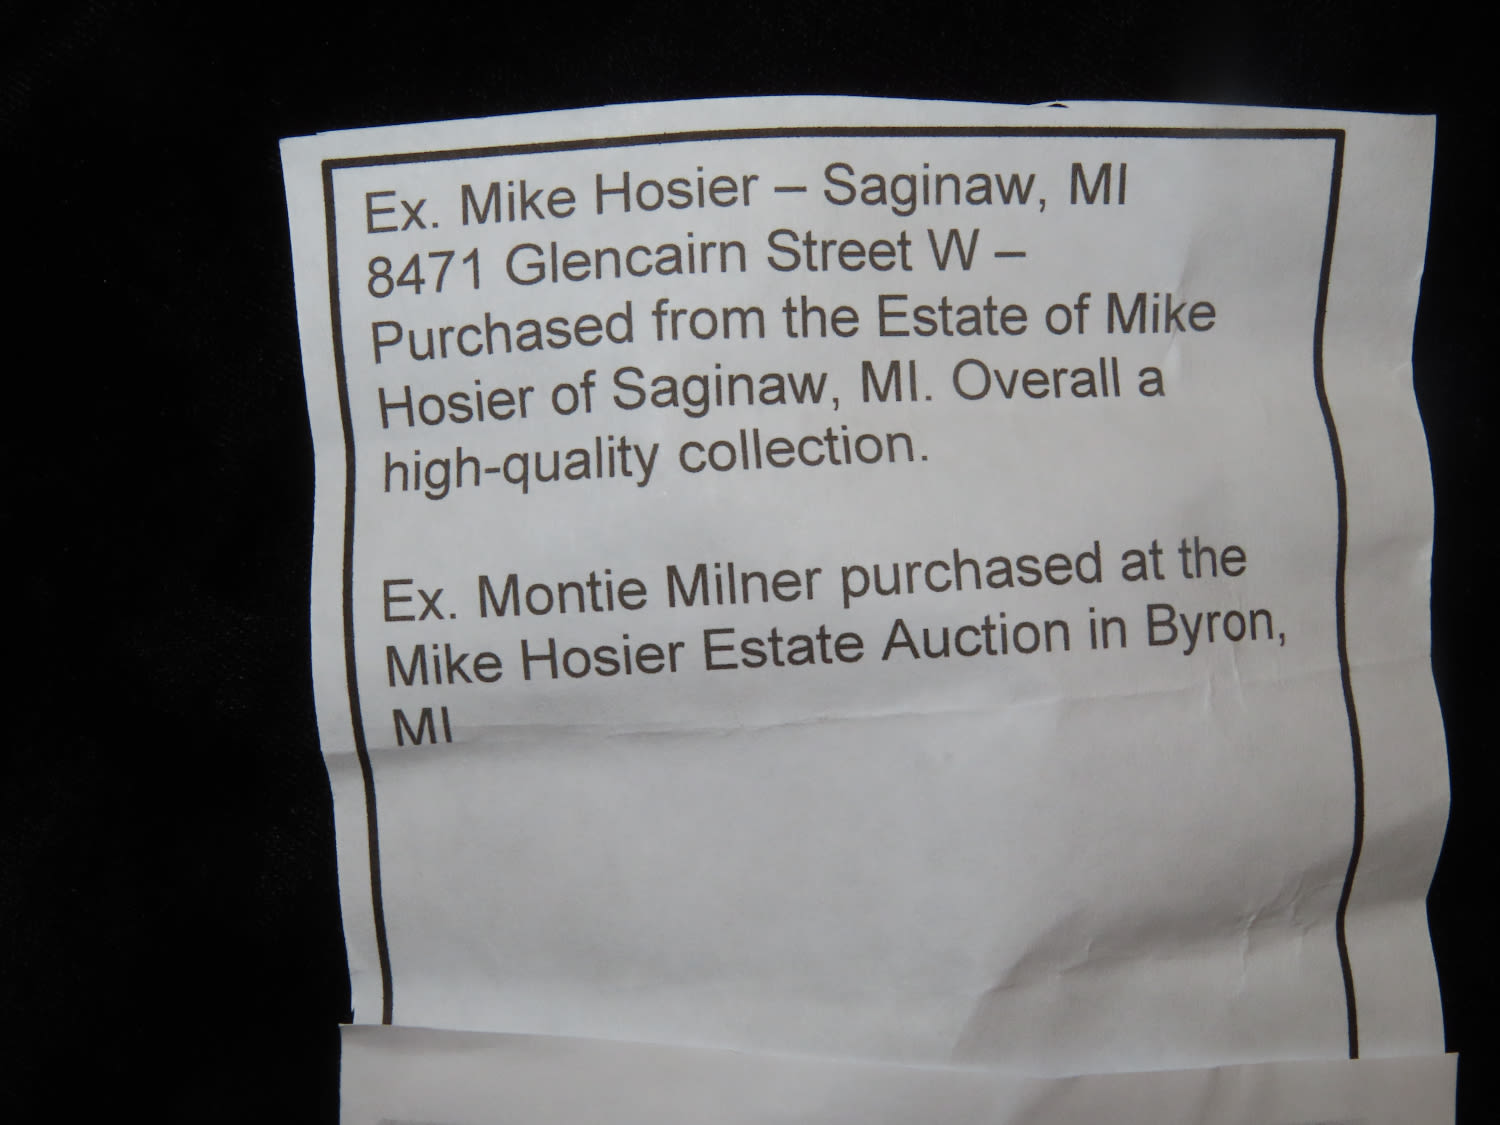 Ex. Mike Hosier – Saginaw, MI
8471 Glencairn Street W –
Purchased from the Estate of Mike
Hosier of Saginaw, MI. Overall a
high-quality collection.
Ex. Montie Milner purchased at the
Mike Hosier Estate Auction in Byron,
MI